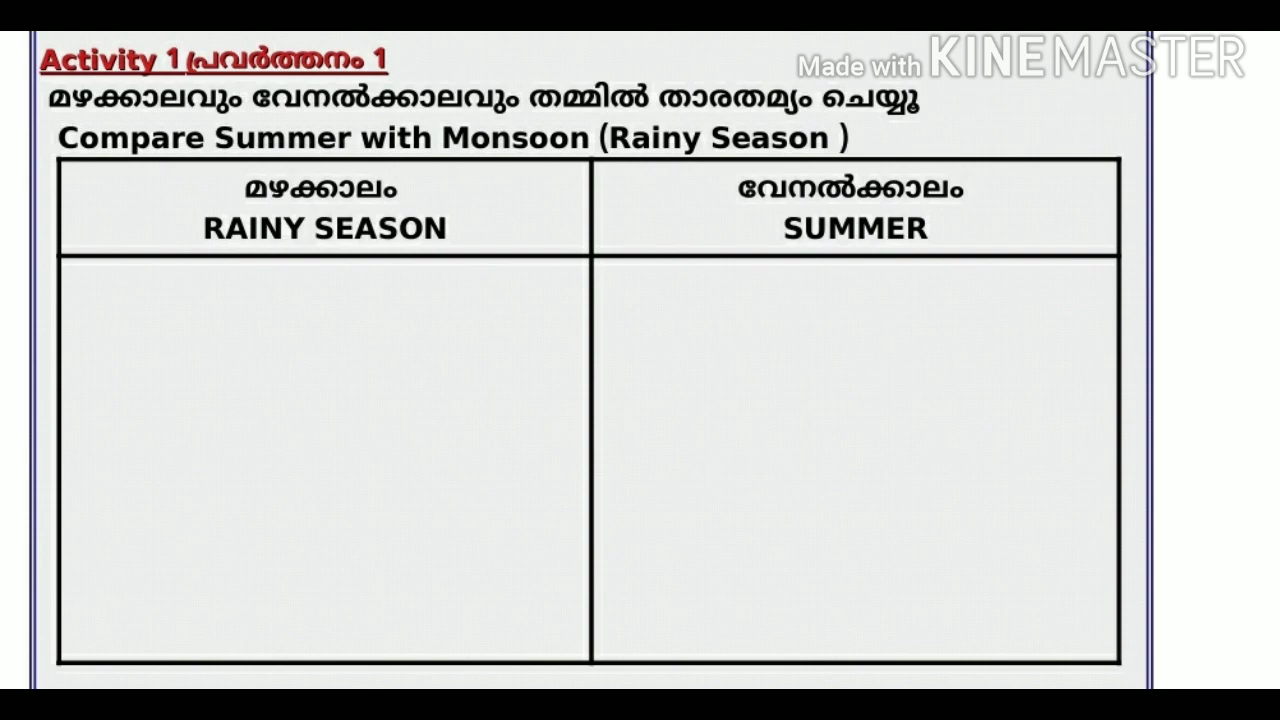 Activity 1 പ്രവർത്തനം 1
Made with KINEMASTER
മഴക്കാലവും വേനൽക്കാലവും തമ്മിൽ താരതമ്യം ചെയ്യൂ
Compare Summer with Monsoon (Rainy Season )
മഴക്കാലം
RAINY SEASON
വേനൽക്കാലം
SUMMER